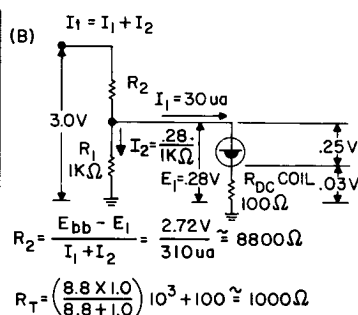 (B) It = I1 + I2
R2
I1 = 30ua
3.0V
R1
1KΩ
I2 = .28 / 1KΩ
E1 = .28V
RDC COIL
100Ω
.25V
.03V
R2 = (Ebb − E1) / (I1 + I2) = 2.72V / 310ua ≅ 8800Ω
RT = (8.8 X 1.0 / 8.8 + 1.0) 10³ + 100 ≅ 1000Ω